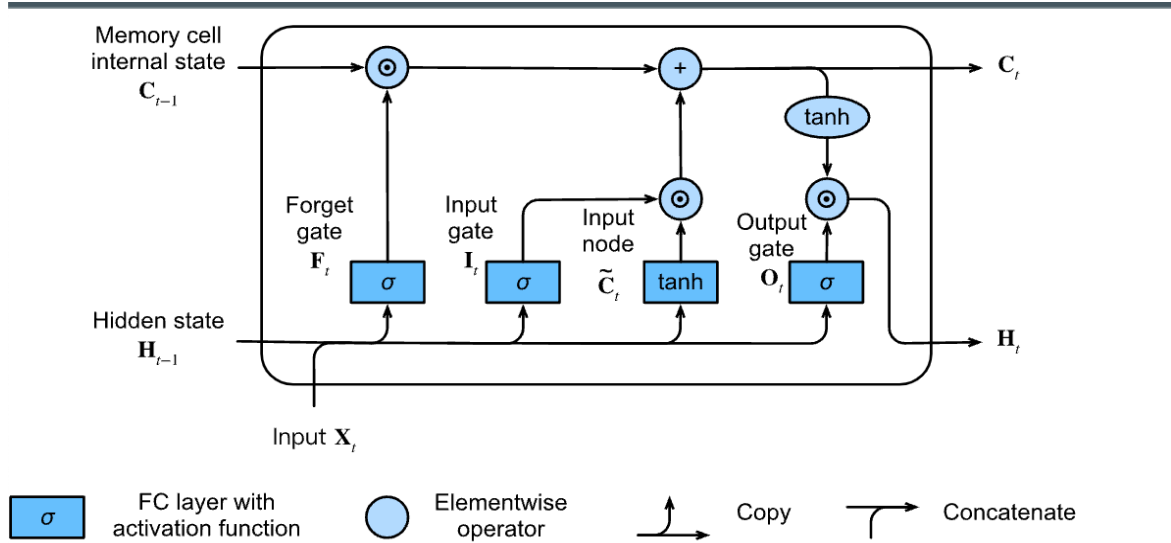 Memory cell
internal state
C_{t−1}
⊙
+
C_t
tanh
Forget
gate
F_t
σ
Input
gate
I_t
σ
Input
node
C̃_t
⊙
tanh
Output
gate
O_t
⊙
σ
Hidden state
H_{t−1}
H_t
Input X_t
σ
FC layer with
activation function
Elementwise
operator
Copy
Concatenate